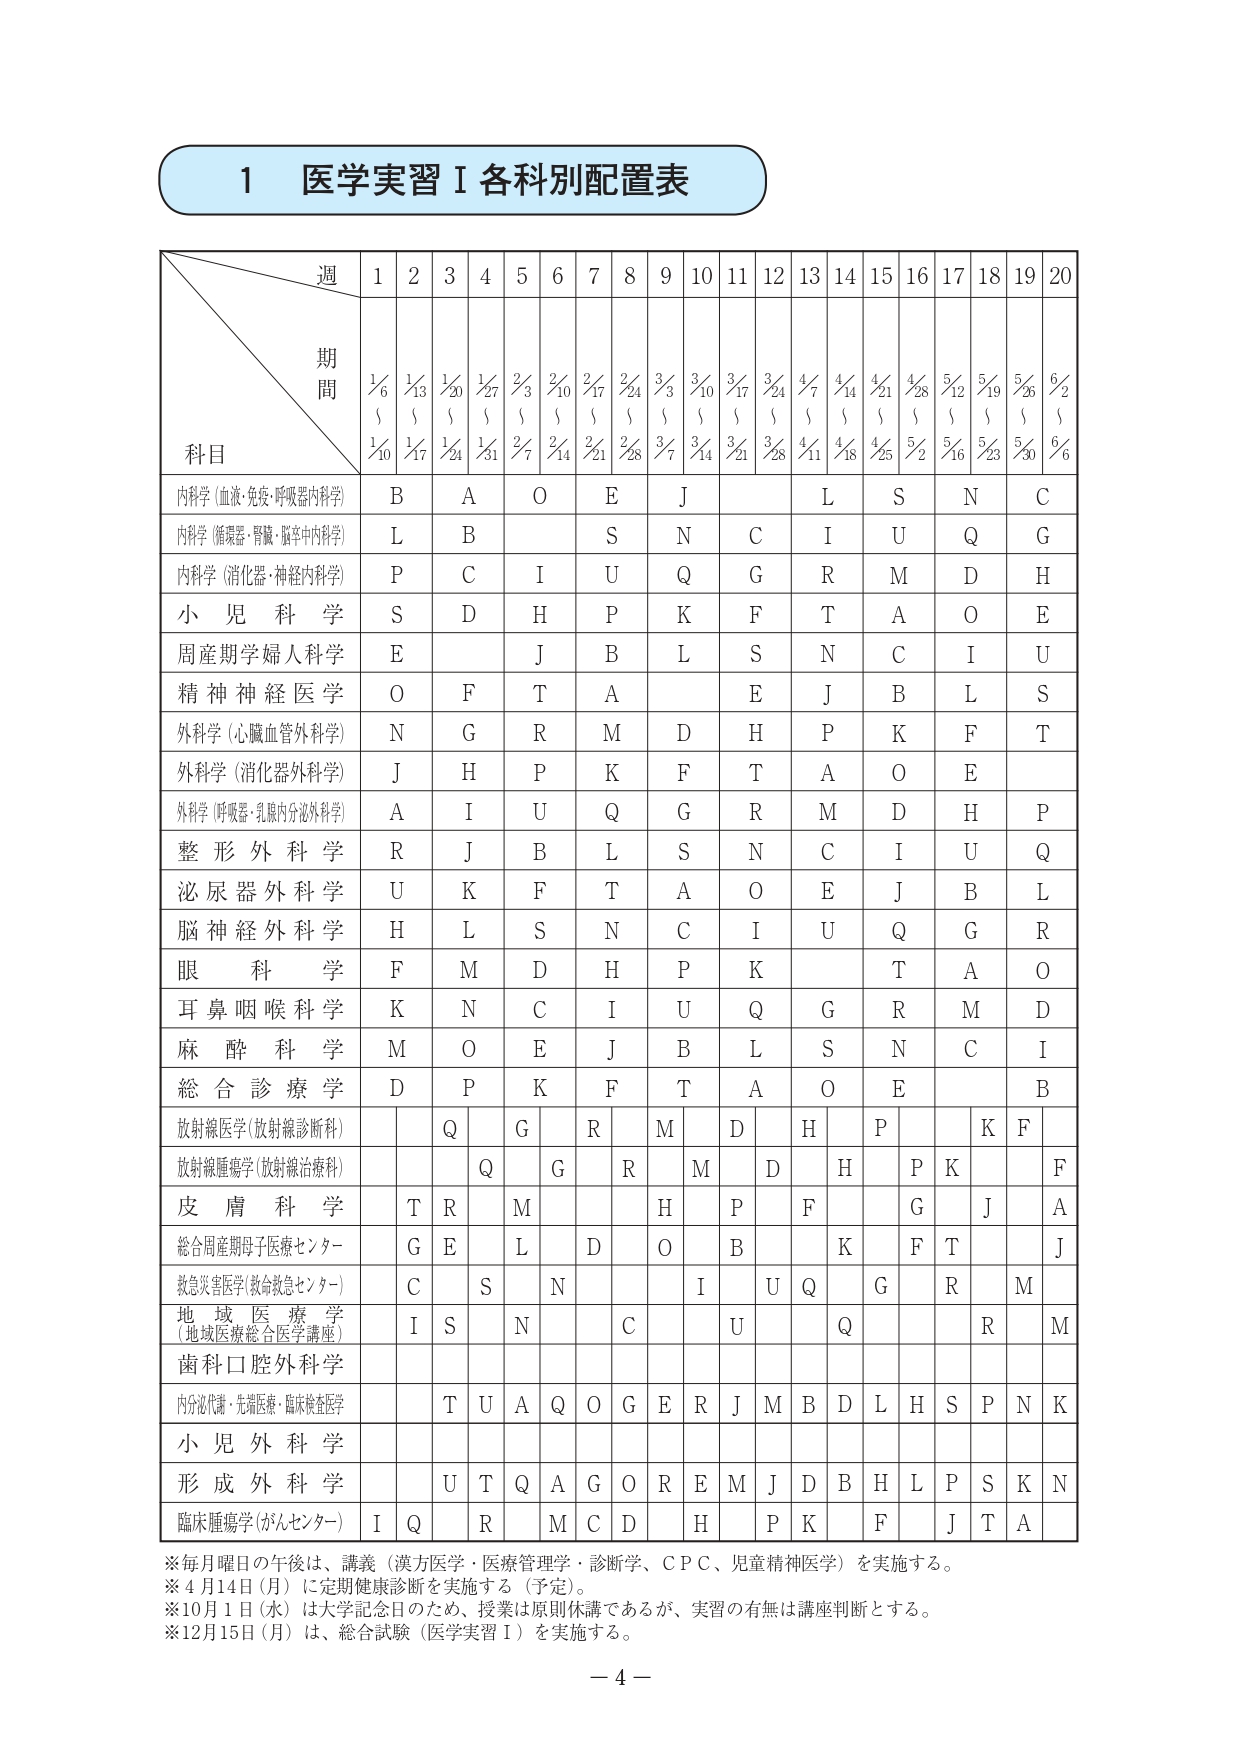 1 医学実習Ⅰ各科別配置表
週 1 2 3 4 5 6 7 8 9 10 11 12 13 14 15 16 17 18 19 20
期間
科目
1/6 1/13 1/20 1/27 2/3 2/10 2/17 2/24 3/3 3/10 3/17 3/24 4/7 4/14 4/21 4/28 5/12 5/19 5/26 6/2
〜 〜 〜 〜 〜 〜 〜 〜 〜 〜 〜 〜 〜 〜 〜 〜 〜 〜 〜 〜
1/10 1/17 1/24 1/31 2/7 2/14 2/21 2/28 3/7 3/14 3/21 3/28 4/11 4/18 4/25 5/2 5/16 5/23 5/30 6/6
内科学(血液・免疫・呼吸器内科学) B A O E J L S N C
内科学(循環器・腎臓・脳卒中内科学) L B S N C I U Q G
内科学(消化器・神経内科学) P C I U Q G R M D H
小児科学 S D H P K F T A O E
周産期学婦人科学 E J B L S N C I U
精神神経医学 O F T A E J B L S
外科学(心臓血管外科学) N G R M D H P K F T
外科学(消化器外科学) J H P K F T A O E
外科学(呼吸器・乳腺内分泌外科学) A I U Q G R M D H P
整形外科学 R J B L S N C I U Q
泌尿器外科学 U K F T A O E J B L
脳神経外科学 H L S N C I U Q G R
眼科学 F M D H P K T A O
耳鼻咽喉科学 K N C I U Q G R M D
麻酔科学 M O E J B L S N C I
総合診療学 D P K F T A O E B
放射線医学(放射線診断科) Q G R M D H P K F
放射線腫瘍学(放射線治療科) Q G R M D H P K F
皮膚科学 T R M H P F G J A
総合周産期母子医療センター G E L D O B K F T J
救急災害医学(救命救急センター) C S N I U Q G R M
地域医療学
(地域医療総合医学講座) I S N C U Q R M
歯科口腔外科学
内分泌代謝・先端医療・臨床検査医学 T U A Q O G E R J M B D L H S P N K
小児外科学
形成外科学 U T Q A G O R E M J D B H L P S K N
臨床腫瘍学(がんセンター) I Q R M C D H P K F J T A
※毎月曜日の午後は、講義（漢方医学・医療管理学・診断学、ＣＰＣ、児童精神医学）を実施する。
※４月14日（月）に定期健康診断を実施する（予定）。
※10月１日（水）は大学記念日のため、授業は原則休講であるが、実習の有無は講座判断とする。
※12月15日（月）は、総合試験（医学実習Ⅰ）を実施する。
－ 4 －